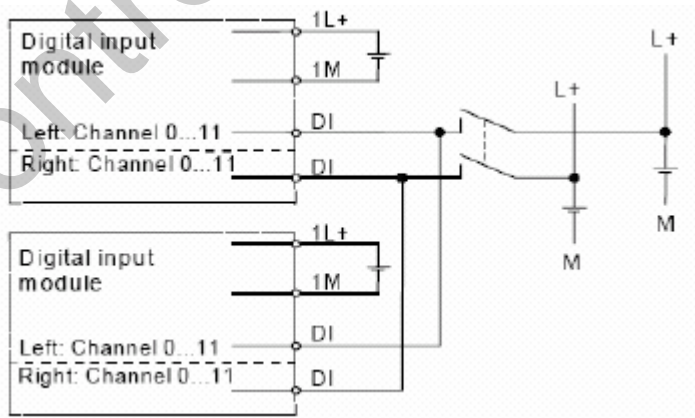 Digital input
module
1L+
1M
Left: Channel 0...11
DI
Right: Channel 0...11
DI
L+
L+
M
M
Digital input
module
1L+
1M
Left: Channel 0...11
DI
Right: Channel 0...11
DI